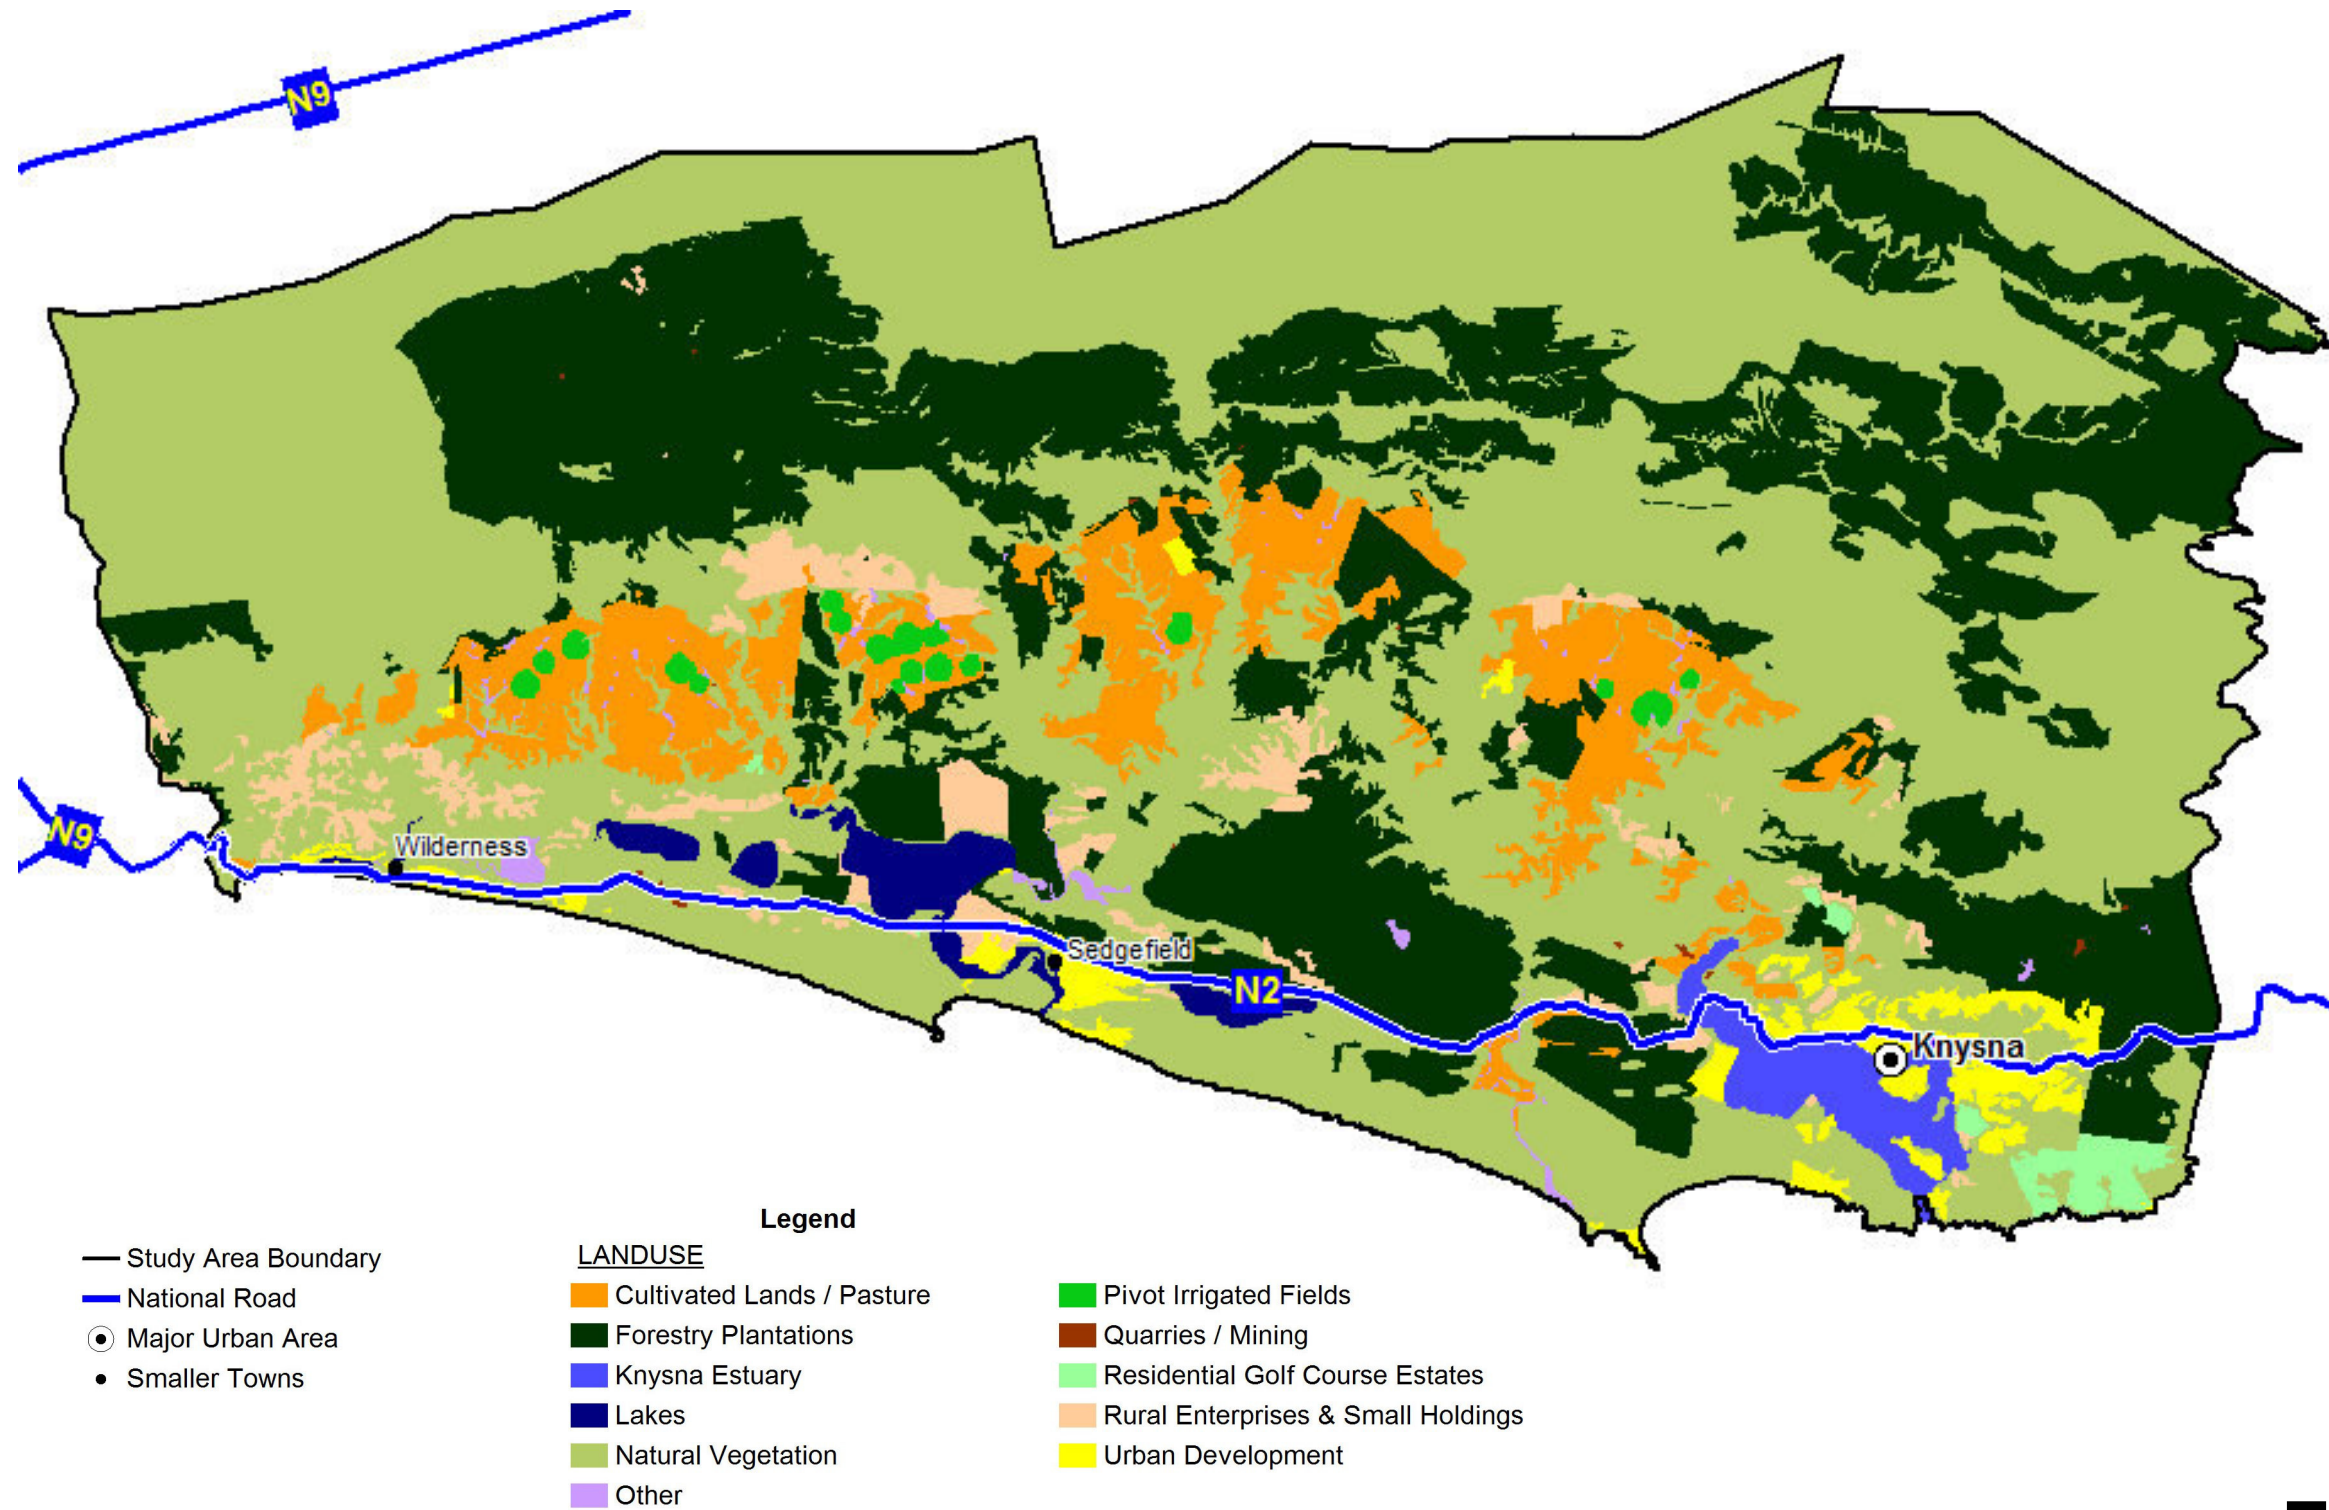 N9
N9
Wilderness
Sedgefield
N2
Knysna
Legend
LANDUSE
Study Area Boundary
National Road
Major Urban Area
Smaller Towns
Cultivated Lands / Pasture
Forestry Plantations
Knysna Estuary
Lakes
Natural Vegetation
Other
Pivot Irrigated Fields
Quarries / Mining
Residential Golf Course Estates
Rural Enterprises & Small Holdings
Urban Development